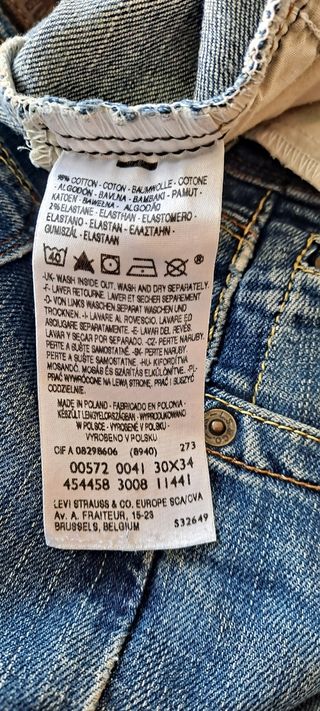 98% COTTON - COTON - BAUMWOLLE - COTONE
- ALGODÓN - BAVLNA - BAMBAKI - PAMUT -
KATOEN - BAWEŁNA - ALGODÃO
2% ELASTANE - ELASTHAN - ELASTOMERO
ELASTANO - ELASTAN - ELASTAN -
GUMISZÁL - ELASTAAN
40
-UK- WASH INSIDE OUT. WASH AND DRY SEPARATELY.
-F- LAVER RETOURNE. LAVER ET SECHER SEPAREMENT
-D- VON LINKS WASCHEN. SEPARAT WASCHEN UND
TROCKNEN. -I- LAVARE AL ROVESCIO. LAVARE ED
ASCIUGARE SEPARATAMENTE. -E- LAVAR DEL REVÉS.
LAVAR Y SECAR POR SEPARADO. -CZ- PERTE NARUBY.
PERTE A SUŠTE SAMOSTATNĚ. -SK- PERTE NARUBY.
PERTE A SUŠTE SAMOSTATNE. -HU- KIFORDÍTVA
MOSANDÓ. MOSÁS ÉS SZÁRÍTÁS ELKÜLÖNÍTVE. -PL-
PRAĆ WYWRÓCONE NA LEWĄ STRONĘ, PRAĆ I SUSZYĆ
ODDZIELNIE.
MADE IN POLAND - FABRICADO EN POLONIA -
KÉSZÜLT LENGYELORSZÁGBAN - WYPRODUKOWANO
W POLSCE - VYROBENÉ V POLSKU -
VYROBENO V POLSKU
CIF A 08298606 (8940) 273
00572 0041 30X34
454458 3008 11441
LEVI STRAUSS & CO. EUROPE SCA/CVA
Av. A. FRAITEUR, 15-23
BRUSSELS, BELGIUM 532649